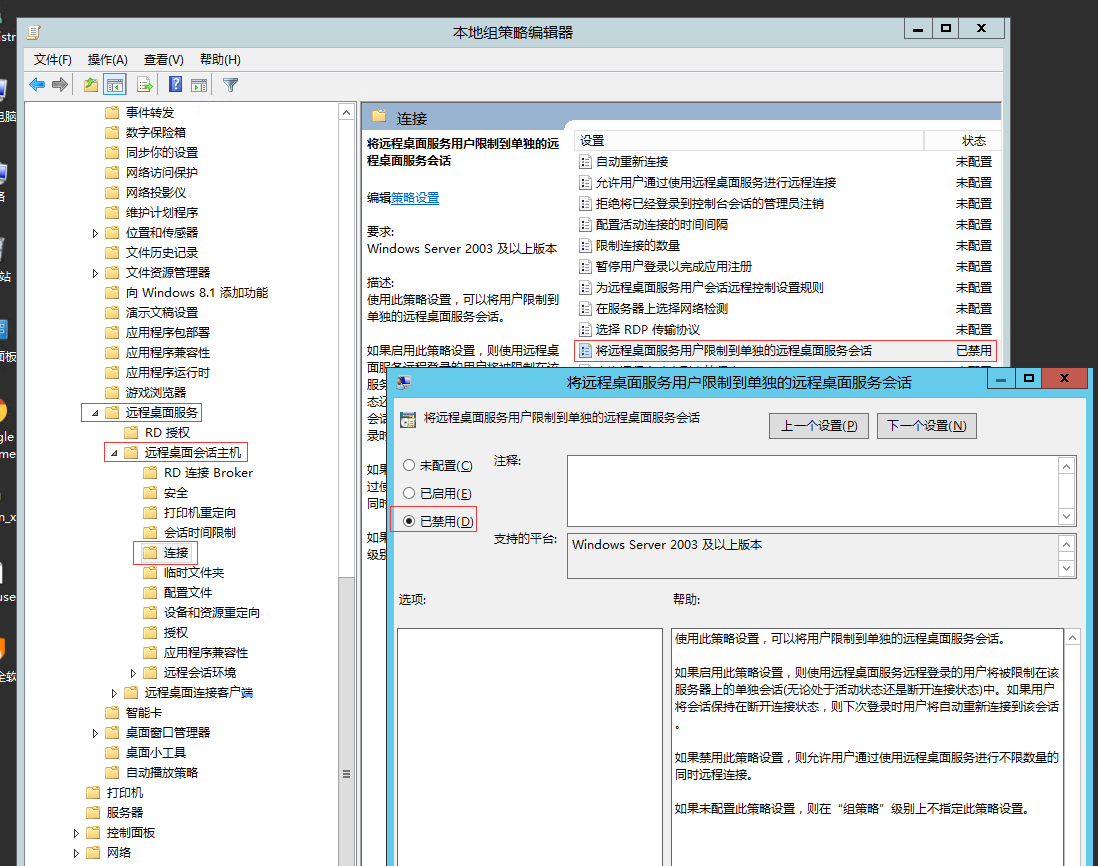 本地组策略编辑器
文件(F) 操作(A) 查看(V) 帮助(H)
事件转发
数字保险箱
同步你的设置
网络访问保护
网络投影仪
维护计划程序
位置和传感器
文件历史记录
文件资源管理器
向 Windows 8.1 添加功能
演示文稿设置
应用程序包部署
应用程序兼容性
应用程序运行时
游戏浏览器
远程桌面服务
RD 授权
远程桌面会话主机
RD 连接 Broker
安全
打印机重定向
会话时间限制
连接
临时文件夹
配置文件
设备和资源重定向
授权
应用程序兼容性
远程会话环境
远程桌面连接客户端
智能卡
桌面窗口管理器
桌面小工具
自动播放策略
打印机
服务器
控制面板
网络
连接
将远程桌面服务用户限制到单独的远
程桌面服务会话
编辑策略设置
要求:
Windows Server 2003 及以上版本
描述:
使用此策略设置，可以将用户限制到
单独的远程桌面服务会话。
如果启用此策略设置，则使用远程桌
设置 状态
自动重新连接 未配置
允许用户通过使用远程桌面服务进行远程连接 未配置
拒绝将已经登录到控制台会话的管理员注销 未配置
配置活动连接的时间间隔 未配置
限制连接的数量 未配置
暂停用户登录以完成应用注册 未配置
为远程桌面服务用户会话远程控制设置规则 未配置
在服务器上选择网络检测 未配置
选择 RDP 传输协议 未配置
将远程桌面服务用户限制到单独的远程桌面服务会话 已禁用
将远程桌面服务用户限制到单独的远程桌面服务会话
将远程桌面服务用户限制到单独的远程桌面服务会话
上一个设置(P) 下一个设置(N)
未配置(C) 注释:
已启用(E)
已禁用(D)
支持的平台: Windows Server 2003 及以上版本
选项: 帮助:
使用此策略设置，可以将用户限制到单独的远程桌面服务会话。
如果启用此策略设置，则使用远程桌面服务远程登录的用户将被限制在该
服务器上的单独会话(无论处于活动状态还是断开连接状态)中。如果用户
将会话保持在断开连接状态，则下次登录时用户将自动重新连接到该会话
。
如果禁用此策略设置，则允许用户通过使用远程桌面服务进行不限数量的
同时远程连接。
如果未配置此策略设置，则在“组策略”级别上不指定此策略设置。